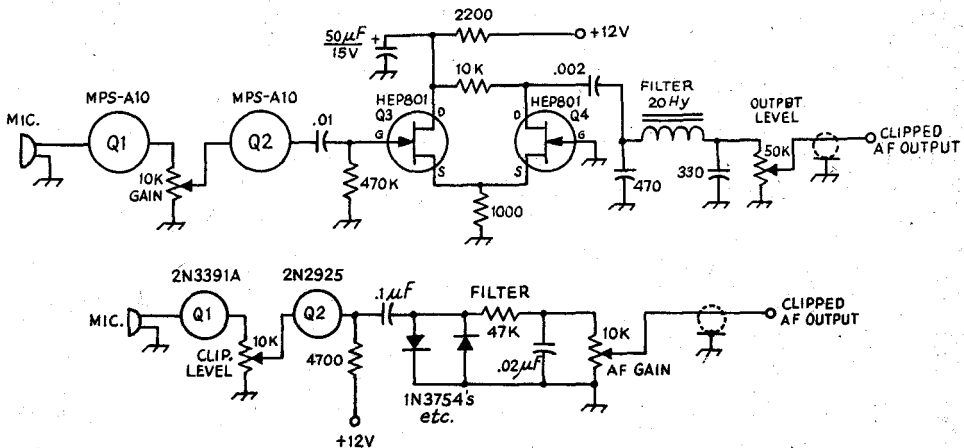 2200
50µF
15V
+
+12V
10K
.002
MPS-A10
MPS-A10
HEP801
Q3
HEP801
Q4
FILTER
20Hy
OUTPBT
LEVEL
MIC.
Q1
Q2
.01
D
G
S
D
G
S
CLIPPED
AF OUTPUT
10K
GAIN
470K
1000
470
330
50K
2N3391A
2N2925
.1µF
FILTER
CLIPPED
AF OUTPUT
MIC.
Q1
Q2
10K
CLIP.
LEVEL
4700
47K
.02µF
10K
AF GAIN
1N3754's
etc.
+12V